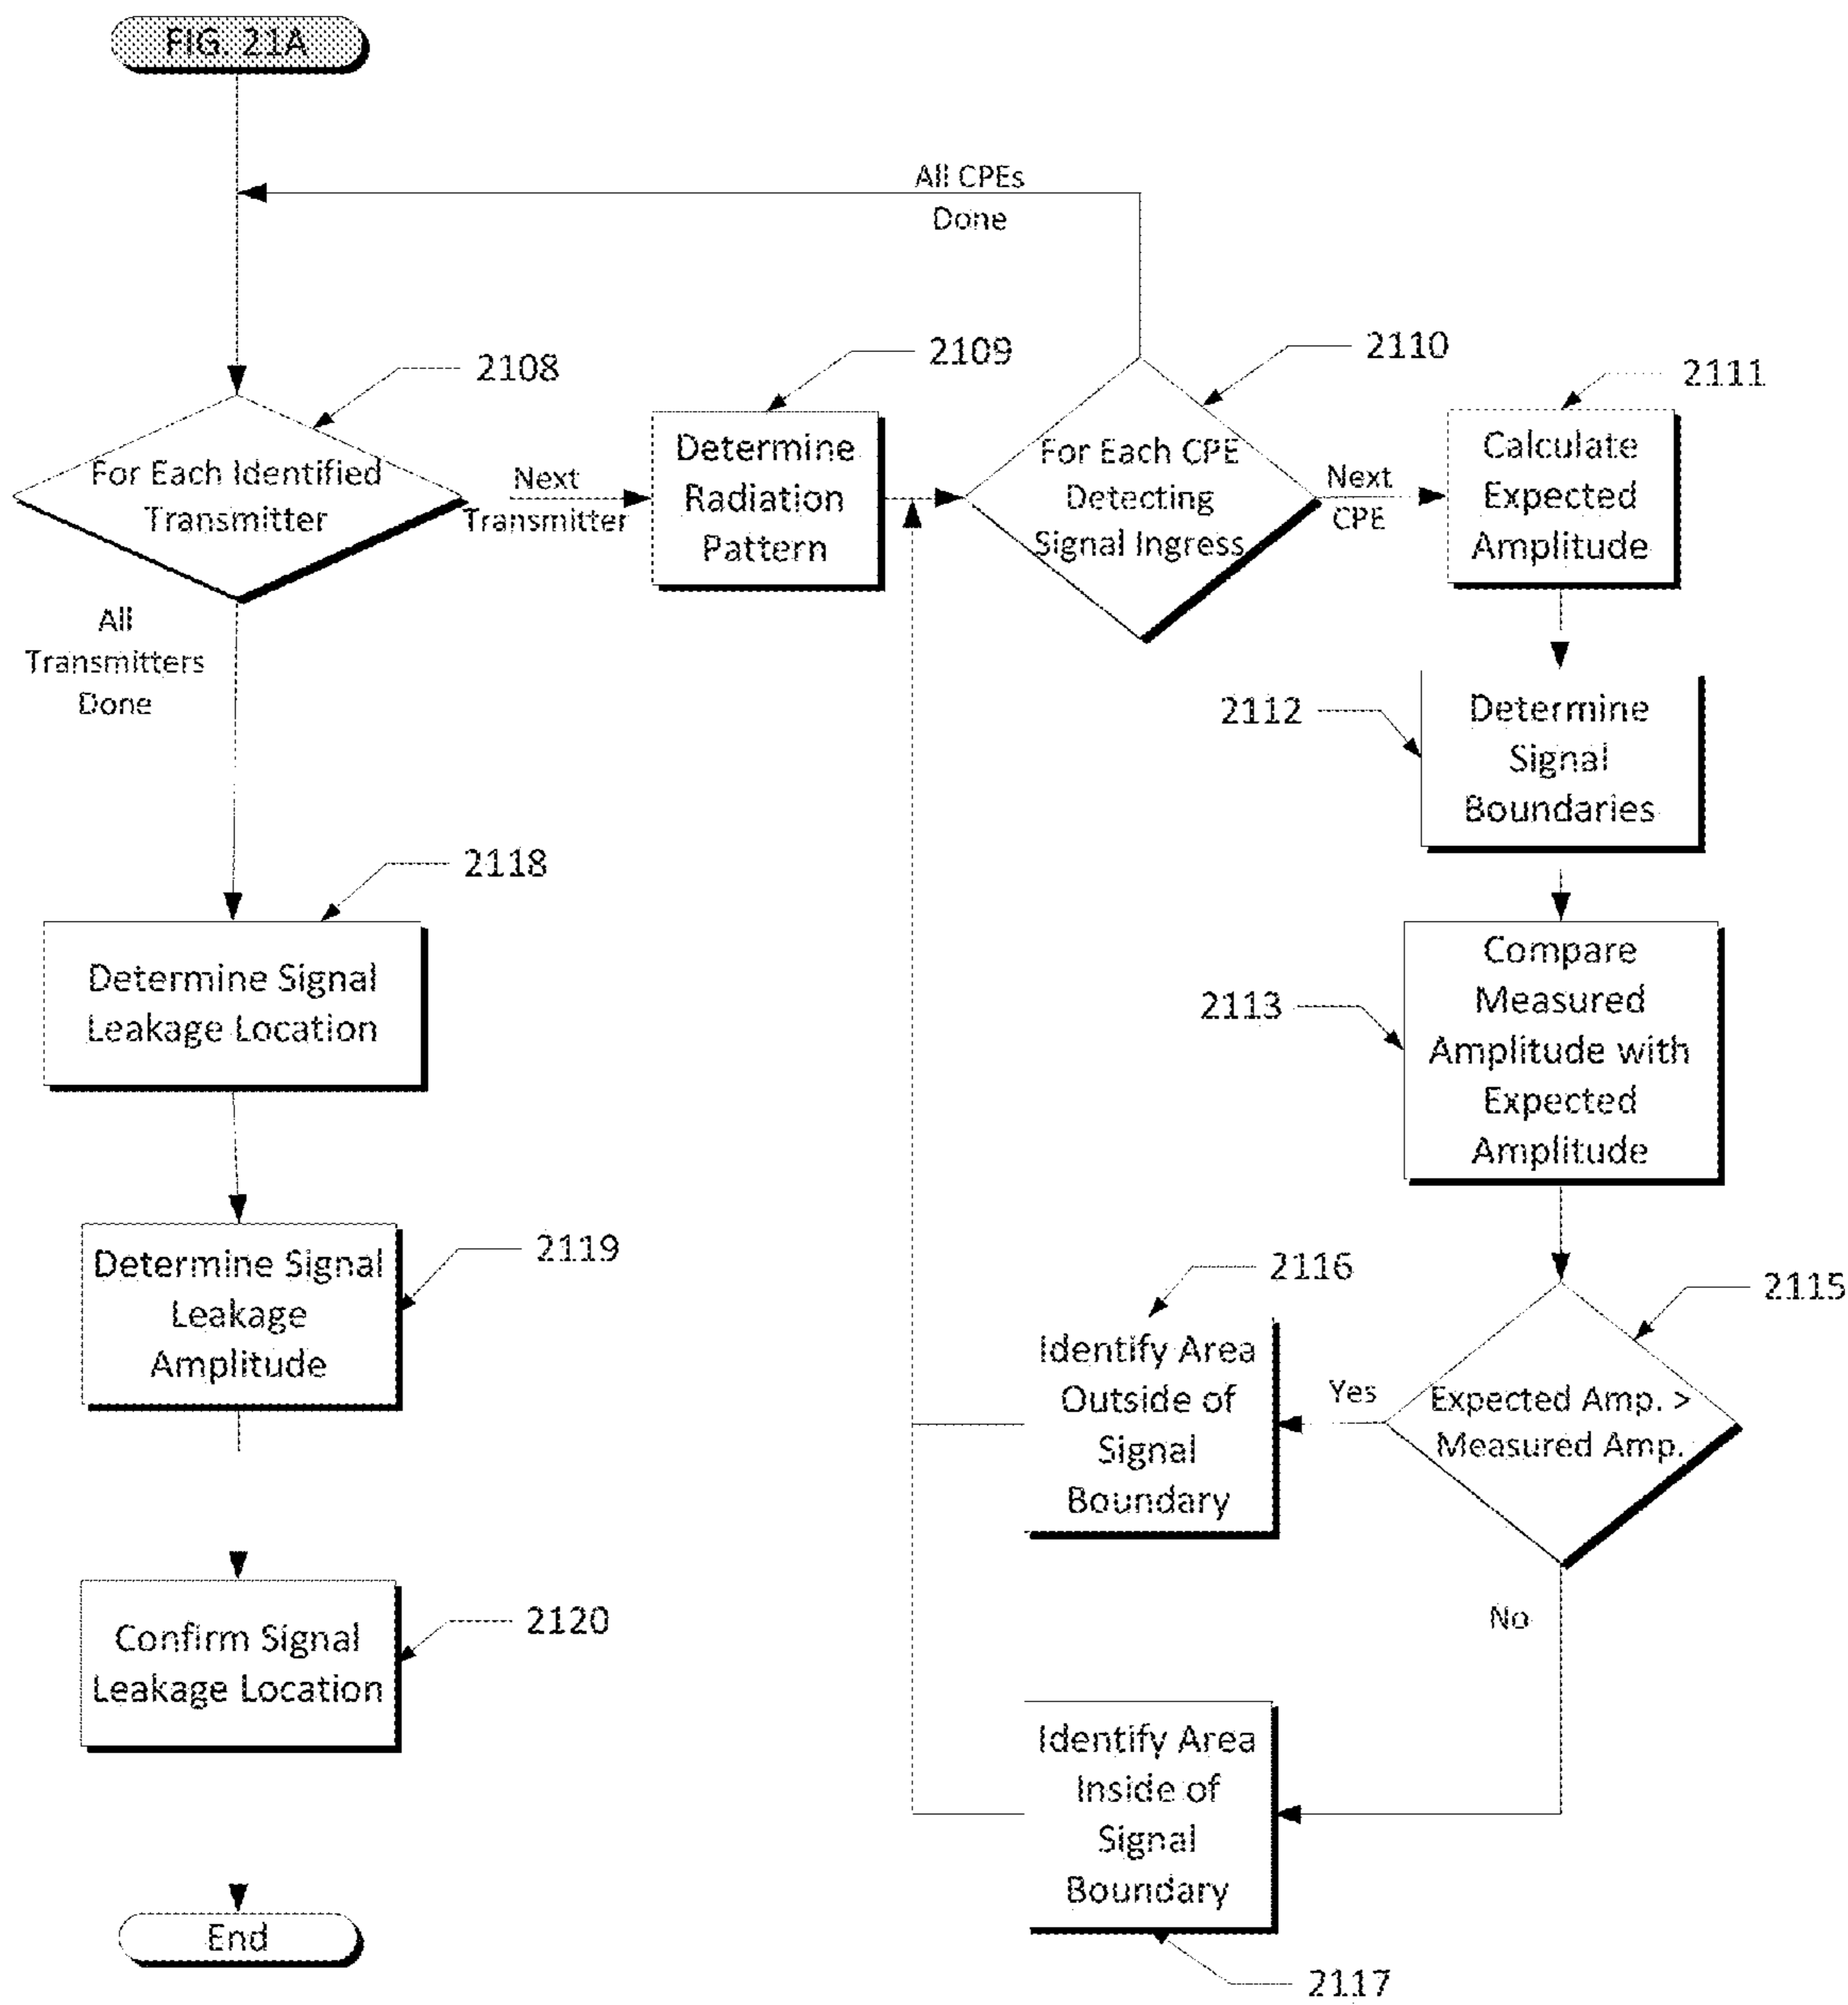 FIG. 21A
All CPEs
Done
2108
For Each Identified
Transmitter
Next
Transmitter
2109
Determine
Radiation
Pattern
2110
For Each CPE
Detecting
Signal Ingress
Next
CPE
2111
Calculate
Expected
Amplitude
All
Transmitters
Done
2112
Determine
Signal
Boundaries
2113
Compare
Measured
Amplitude with
Expected
Amplitude
2115
Expected Amp. >
Measured Amp.
Yes
No
2116
Identify Area
Outside of
Signal
Boundary
2117
Identify Area
Inside of
Signal
Boundary
2118
Determine Signal
Leakage Location
2119
Determine Signal
Leakage
Amplitude
2120
Confirm Signal
Leakage Location
End